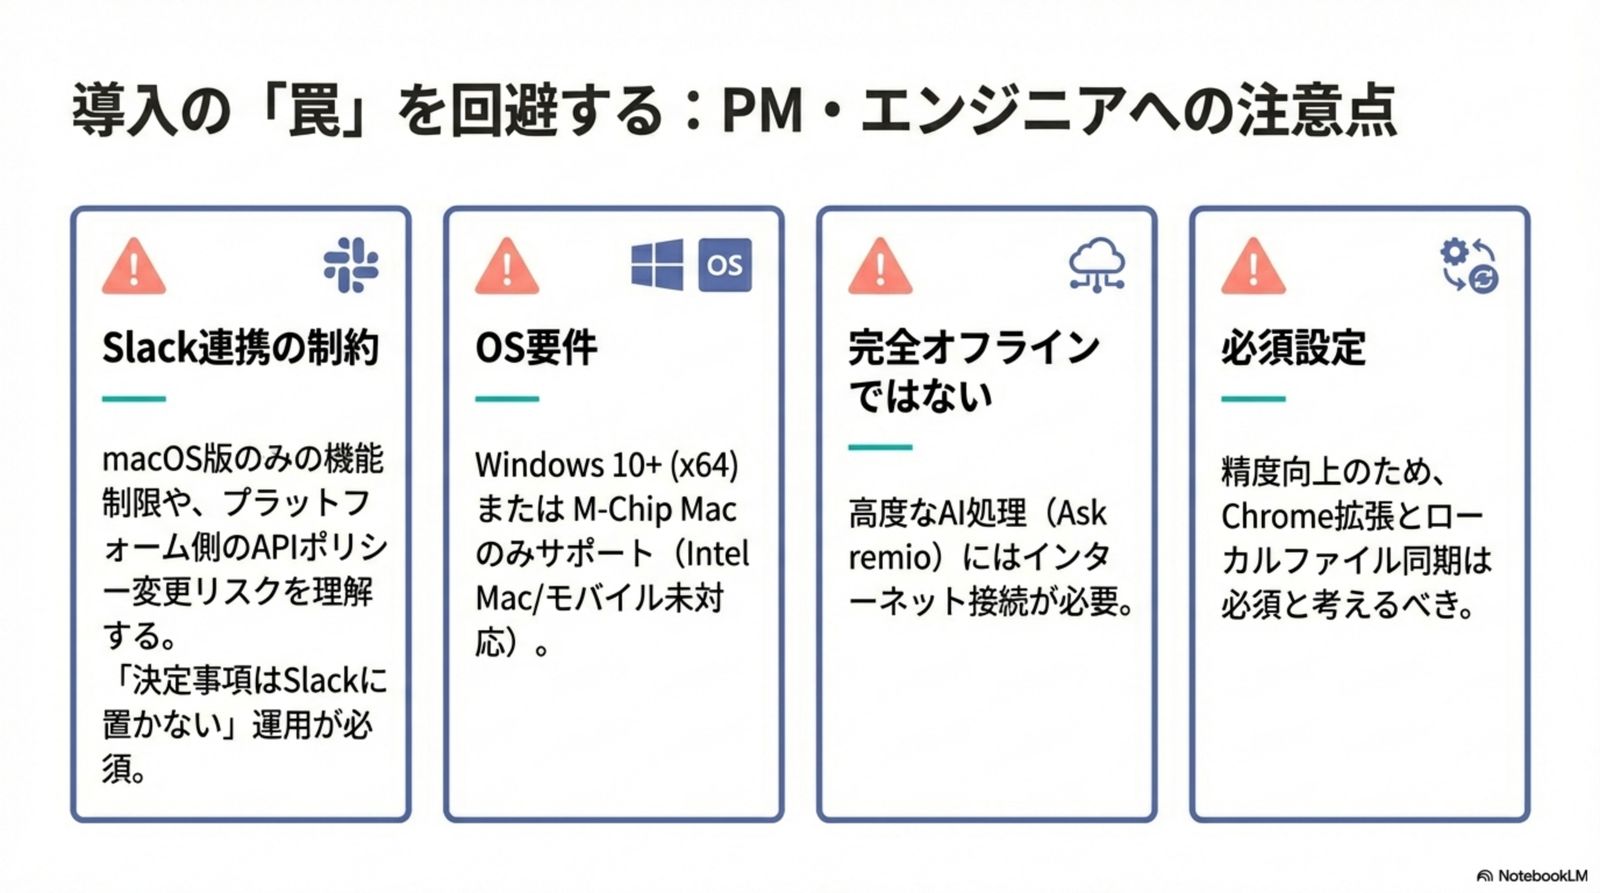 導入の「罠」を回避する：PM・エンジニアへの注意点
Slack連携の制約
macOS版のみの機能
制限や、プラットフ
ォーム側のAPIポリシ
ー変更リスクを理解
する。
「決定事項はSlackに
置かない」運用が必
須。
OS
OS要件
Windows 10+ (x64)
または M-Chip Mac
のみサポート（Intel
Mac/モバイル未対
応）。
完全オフライン
ではない
高度なAI処理（Ask
remio）にはインタ
ーネット接続が必要。
必須設定
精度向上のため、
Chrome拡張とロー
カルファイル同期は
必須と考えるべき。
NotebookLM